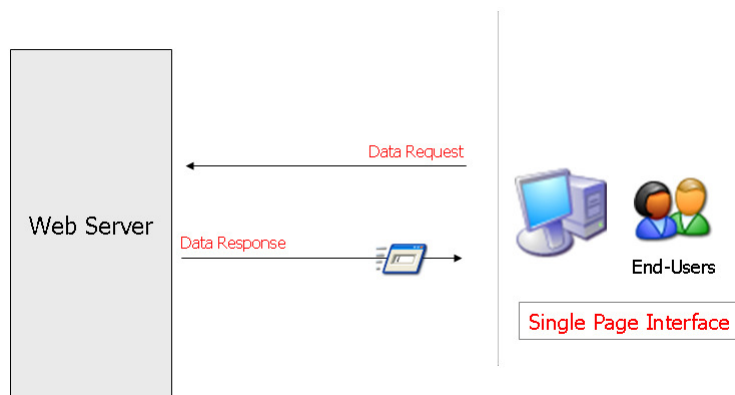 Data Request
Web Server
Data Response
End-Users
Single Page Interface